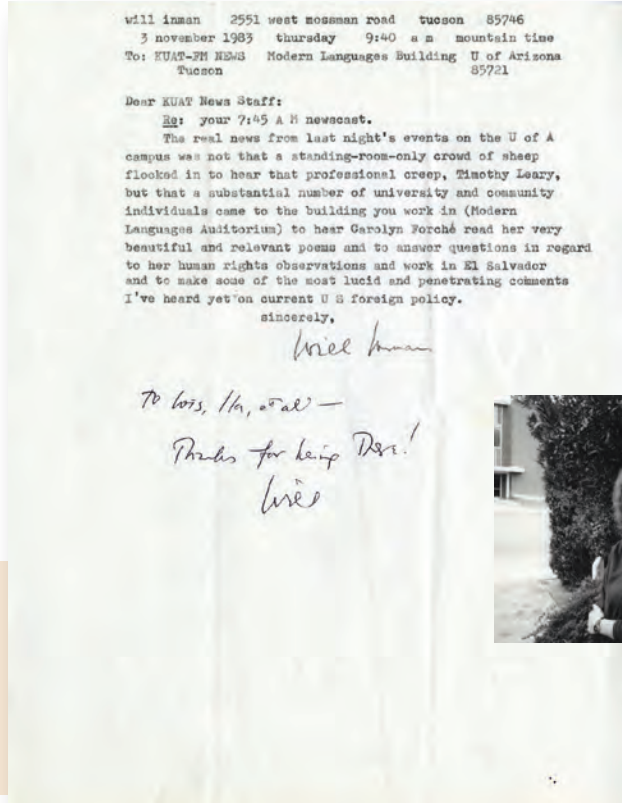 will inman 2551 west mossman road tucson 85746
3 november 1983 thursday 9:40 a m mountain time
To: KUAT-FM NEWS Modern Languages Building U of Arizona
Tucson 85721
Dear KUAT News Staff:
Re: your 7:45 A M newscast.
The real news from last night's events on the U of A
campus was not that a standing-room-only crowd of sheep
flocked in to hear that professional creep, Timothy Leary,
but that a substantial number of university and community
individuals came to the building you work in (Modern
Languages Auditorium) to hear Carolyn Forché read her very
beautiful and relevant poems and to answer questions in regard
to her human rights observations and work in El Salvador
and to make some of the most lucid and penetrating comments
I've heard yet on current U S foreign policy.
sincerely,
Will Inman
To Lois, et al —
Thanks for being There!
Will